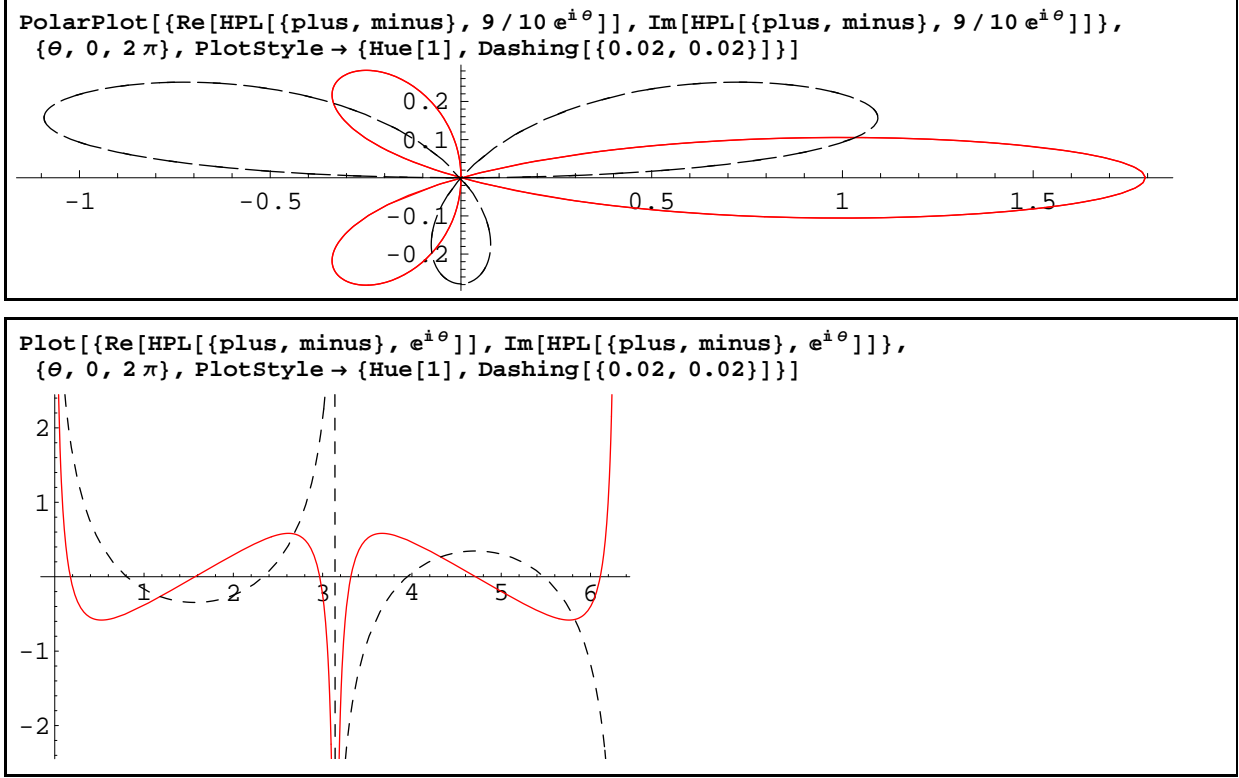 PolarPlot[{Re[HPL[{plus, minus}, 9 / 10 e^{i θ}]], Im[HPL[{plus, minus}, 9 / 10 e^{i θ}]]},
{θ, 0, 2 π}, PlotStyle → {Hue[1], Dashing[{0.02, 0.02}]}]
0.2
0.1
-1 -0.5 0.5 1 1.5
-0.1
-0.2
Plot[{Re[HPL[{plus, minus}, e^{i θ}]], Im[HPL[{plus, minus}, e^{i θ}]]},
{θ, 0, 2 π}, PlotStyle → {Hue[1], Dashing[{0.02, 0.02}]}]
2
1
1 2 3 4 5 6
-1
-2